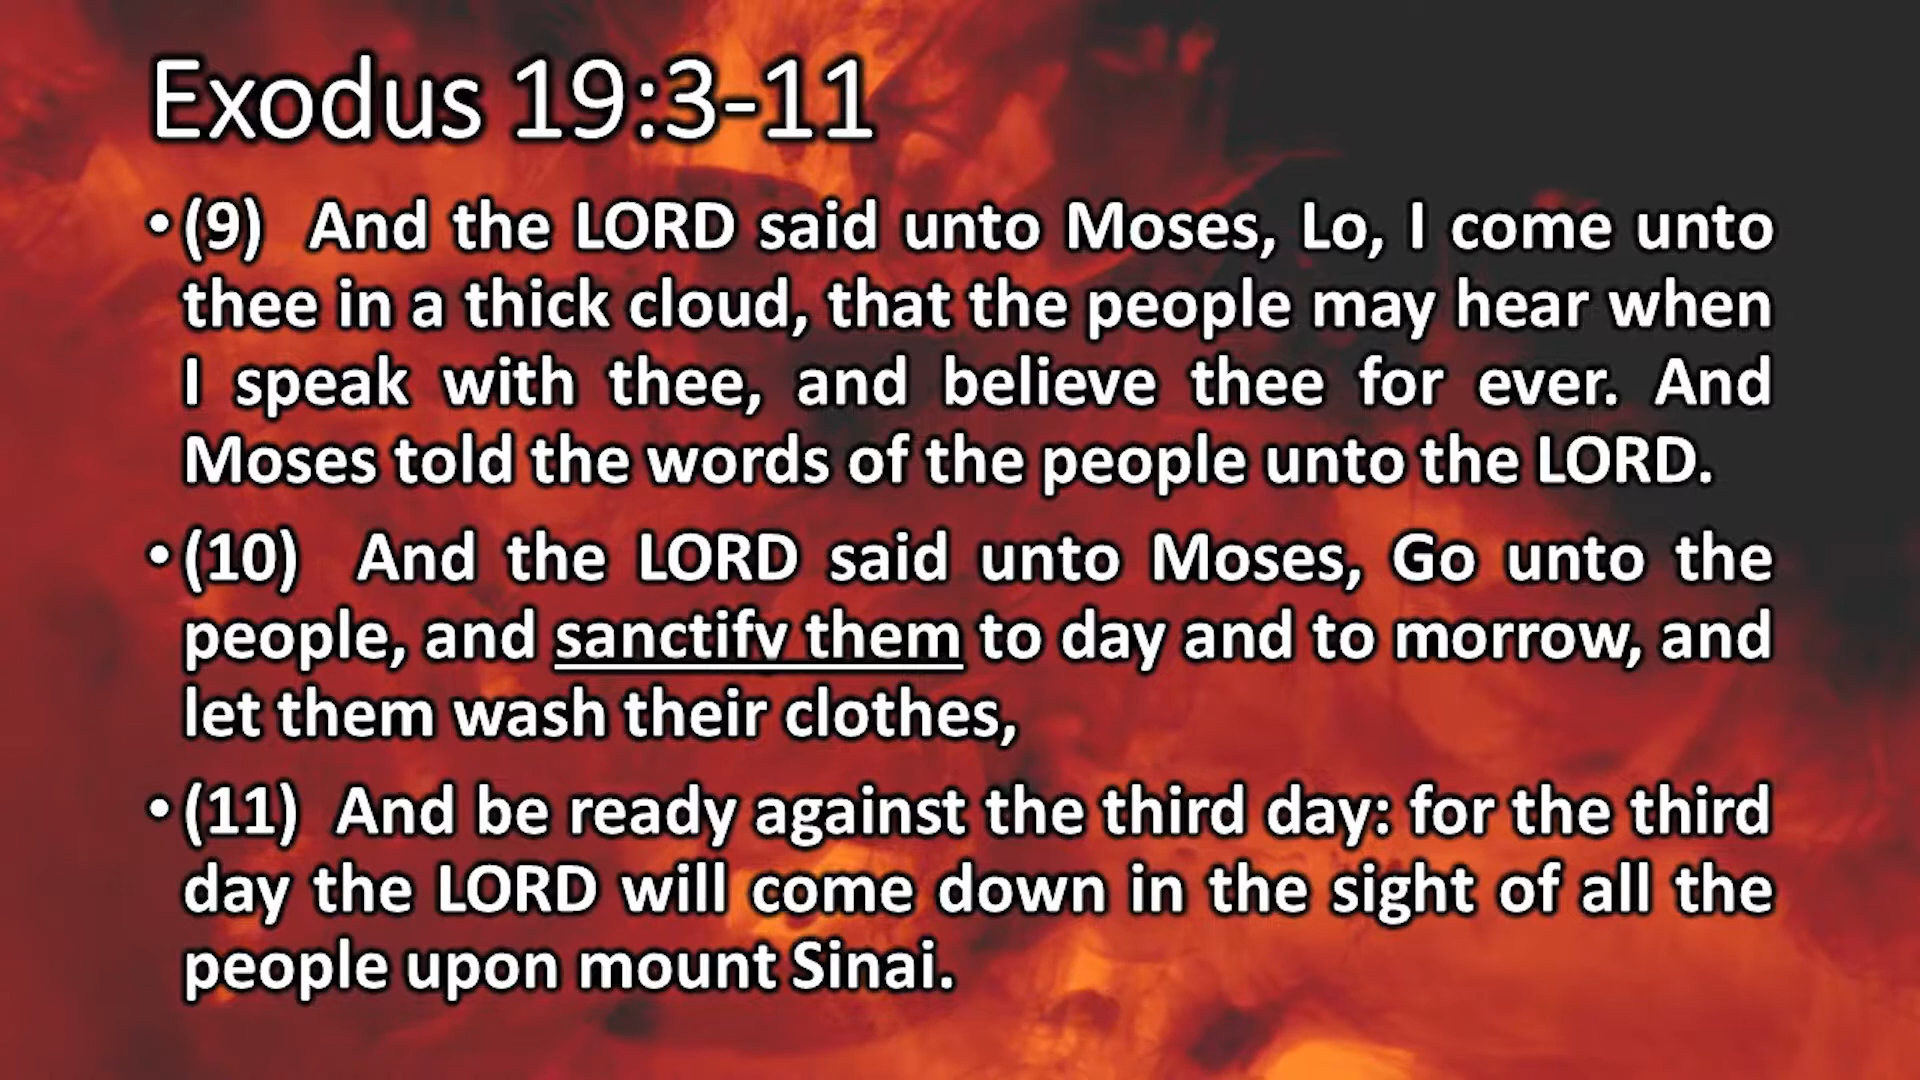 Exodus 19:3-11
• (9) And the LORD said unto Moses, Lo, I come unto
thee in a thick cloud, that the people may hear when
I speak with thee, and believe thee for ever. And
Moses told the words of the people unto the LORD.
• (10) And the LORD said unto Moses, Go unto the
people, and sanctify them to day and to morrow, and
let them wash their clothes,
• (11) And be ready against the third day: for the third
day the LORD will come down in the sight of all the
people upon mount Sinai.